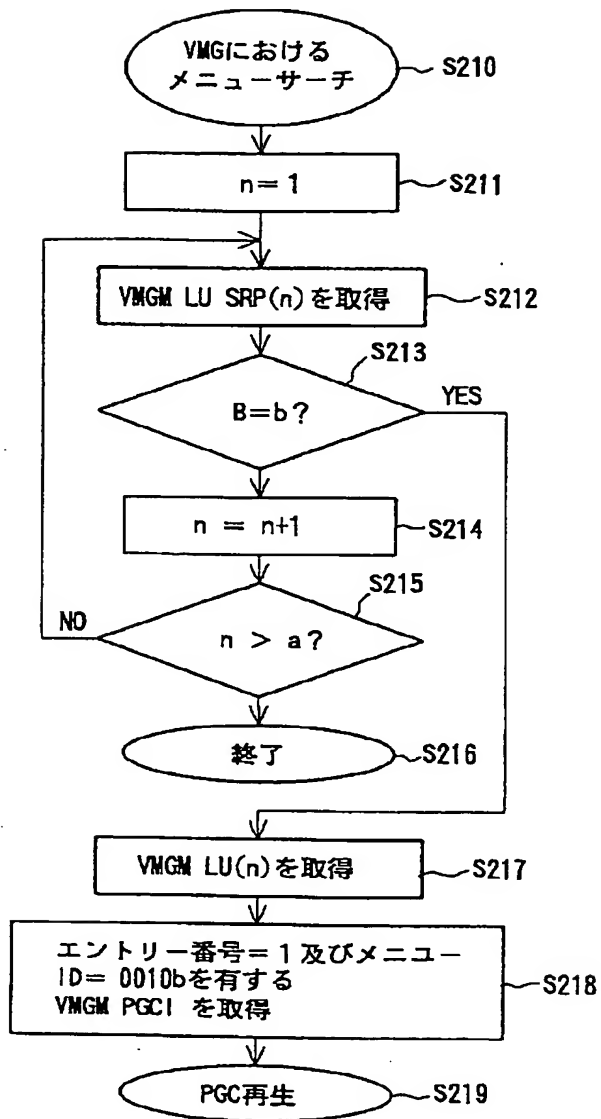 VMGにおける
メニューサーチ
S210
n=1
S211
VMGM LU SRP(n)を取得
S212
S213
B=b?
YES
n = n+1
S214
S215
NO
n > a?
終了
S216
VMGM LU(n)を取得
S217
エントリー番号=1及びメニュー
ID=0010bを有する
VMGM PGCI を取得
S218
PGC再生
S219